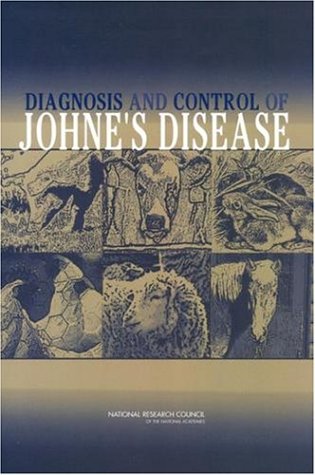 DIAGNOSIS AND CONTROL OF
JOHNE'S DISEASE
NATIONAL RESEARCH COUNCIL
OF THE NATIONAL ACADEMIES